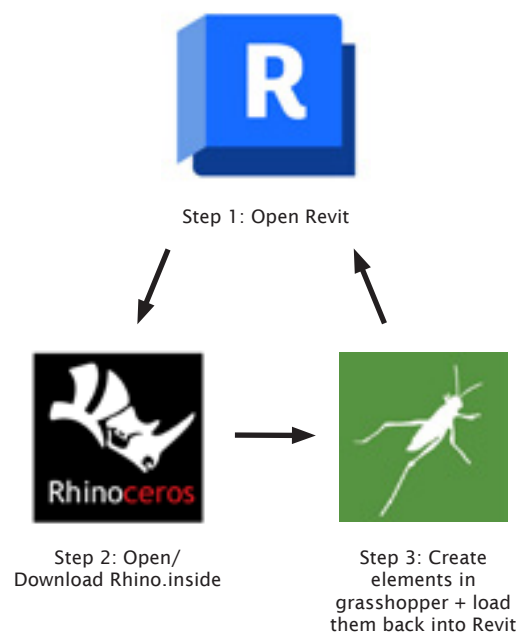 R
Step 1: Open Revit
Rhinoceros
Step 2: Open/
Download Rhino.inside
Step 3: Create
elements in
grasshopper + load
them back into Revit